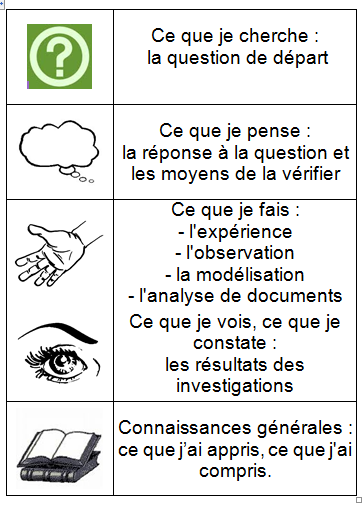 Ce que je cherche :
la question de départ
Ce que je pense :
la réponse à la question et
les moyens de la vérifier
Ce que je fais :
- l'expérience
- l'observation
- la modélisation
- l'analyse de documents
Ce que je vois, ce que je
constate :
les résultats des
investigations
Connaissances générales :
ce que j'ai appris, ce que j'ai
compris.